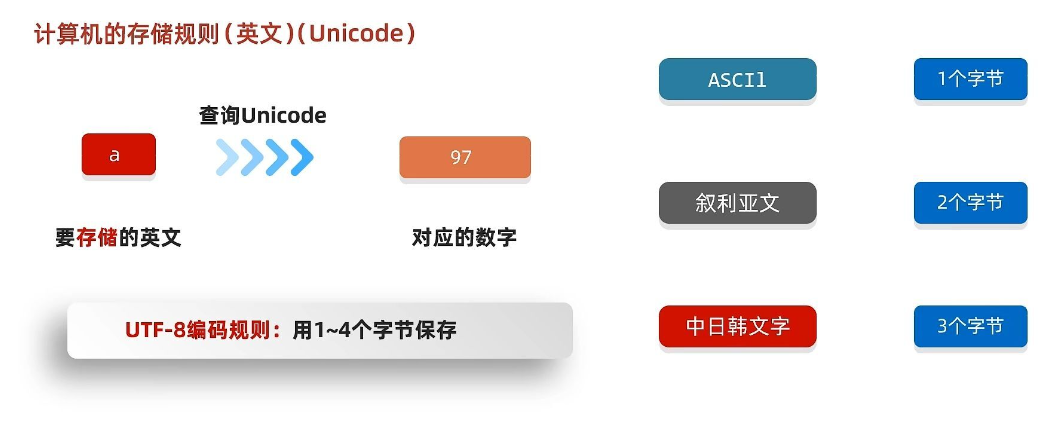 计算机的存储规则(英文)(Unicode)
查询Unicode
a
97
要存储的英文
对应的数字
UTF-8编码规则：用1~4个字节保存
ASCIl
1个字节
叙利亚文
2个字节
中日韩文字
3个字节